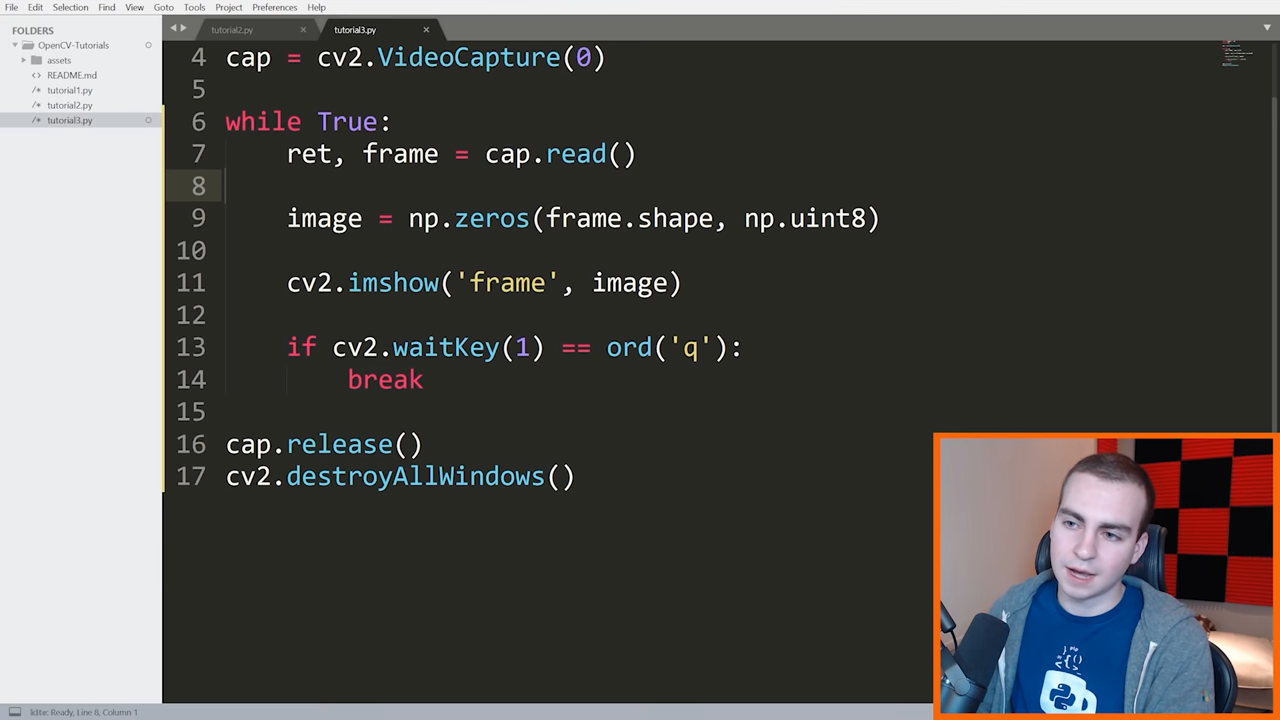 File Edit Selection Find View Goto Tools Project Preferences Help
FOLDERS
OpenCV-Tutorials
assets
README.md
tutorial1.py
tutorial2.py
tutorial3.py
tutorial2.py × tutorial3.py ×
4 cap = cv2.VideoCapture(0)
5
6 while True:
7 ret, frame = cap.read()
8
9 image = np.zeros(frame.shape, np.uint8)
10
11 cv2.imshow('frame', image)
12
13 if cv2.waitKey(1) == ord('q'):
14 break
15
16 cap.release()
17 cv2.destroyAllWindows()
Ready, Line 8, Column 1